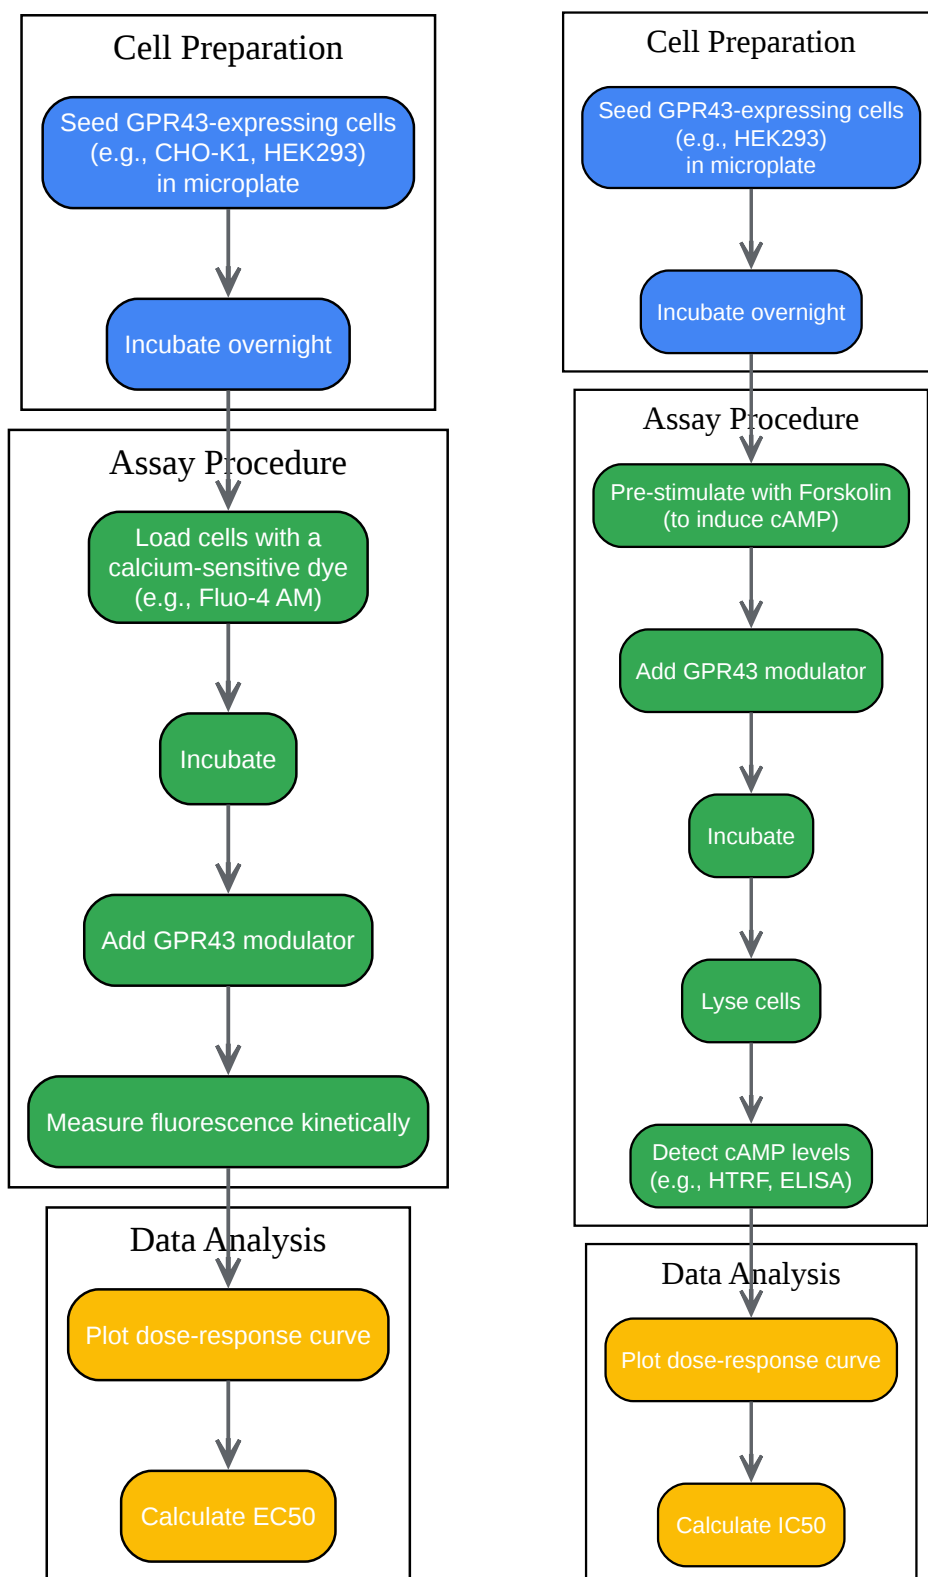 Cell Preparation
Seed GPR43-expressing cells
(e.g., CHO-K1, HEK293)
in microplate
Incubate overnight
Assay Procedure
Load cells with a
calcium-sensitive dye
(e.g., Fluo-4 AM)
Incubate
Add GPR43 modulator
Measure fluorescence kinetically
Data Analysis
Plot dose-response curve
Calculate EC50
Cell Preparation
Seed GPR43-expressing cells
(e.g., HEK293)
in microplate
Incubate overnight
Assay Procedure
Pre-stimulate with Forskolin
(to induce cAMP)
Add GPR43 modulator
Incubate
Lyse cells
Detect cAMP levels
(e.g., HTRF, ELISA)
Data Analysis
Plot dose-response curve
Calculate IC50